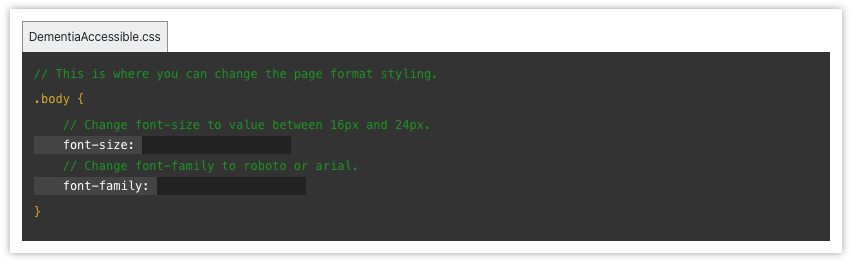 DementiaAccessible.css
// This is where you can change the page format styling.
.body {
// Change font-size to value between 16px and 24px.
font-size:
// Change font-family to roboto or arial.
font-family:
}